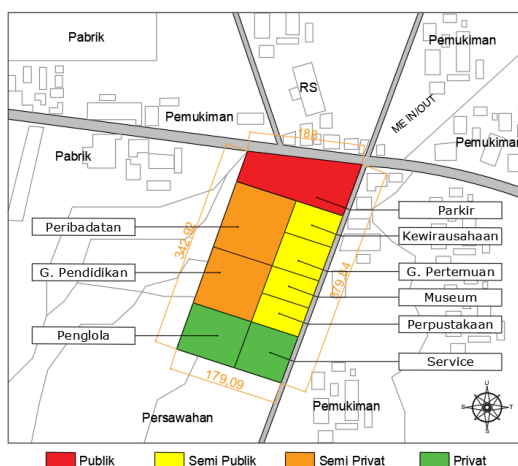 Pabrik
Pemukiman
RS
ME IN/OUT
Pemukiman
188
Pemukiman
Pabrik
Parkir
Peribadatan
Kewirausahaan
342,92
G. Pendidikan
G. Pertemuan
379,84
Museum
Penglola
Perpustakaan
Service
179,09
Persawahan
Pemukiman
U
B
T
S
Publik
Semi Publik
Semi Privat
Privat